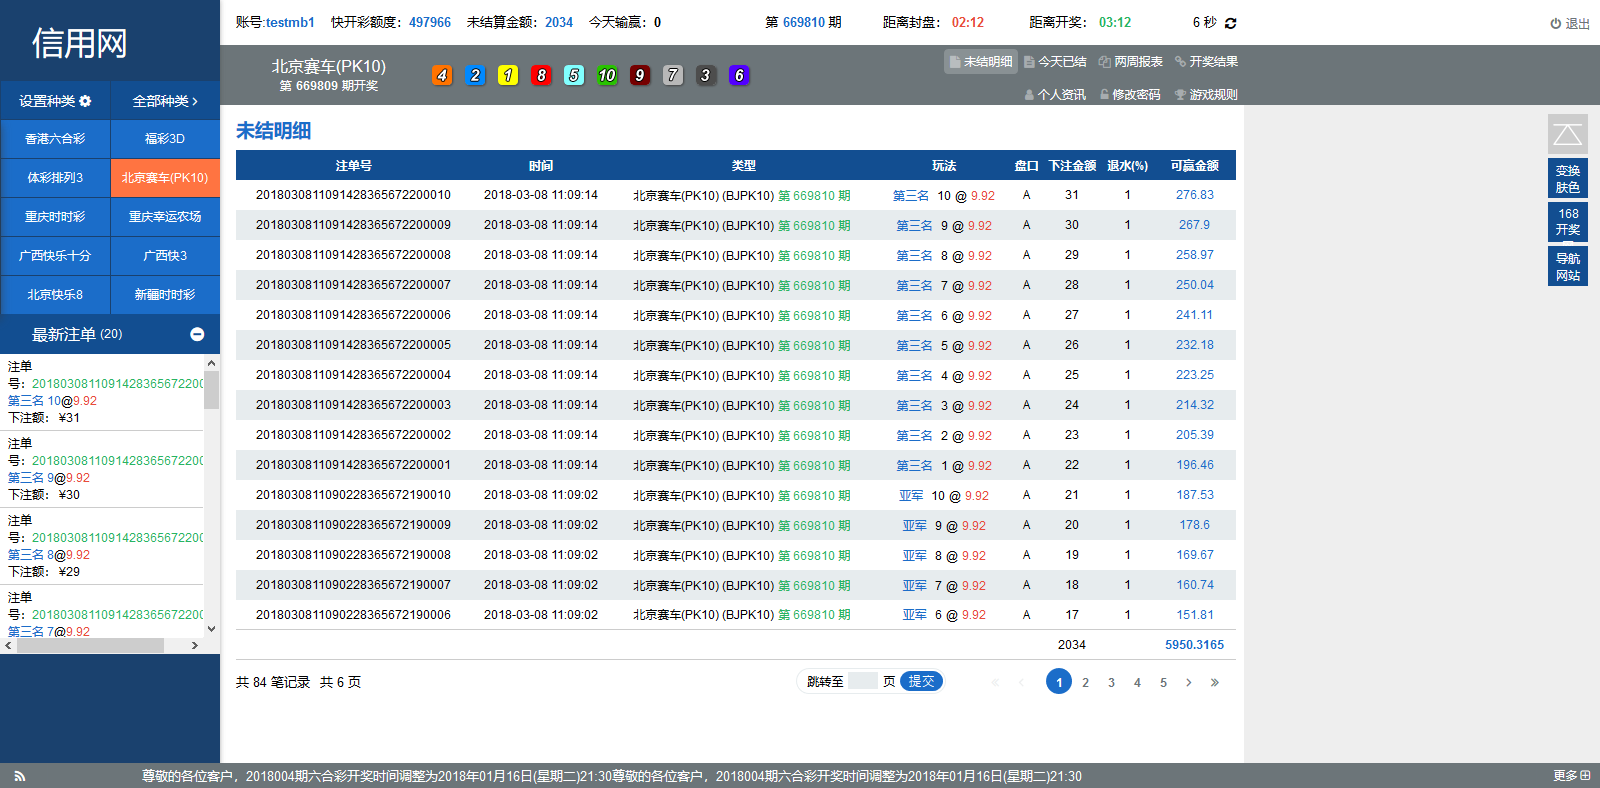 信用网
账号:testmb1 快开彩额度：497966 未结算金额：2034 今天输赢：0 第 669810 期 距离封盘： 02:12 距离开奖： 03:12 6 秒 退出
北京赛车(PK10)
第 669809 期开奖
4 2 1 8 5 10 9 7 3 6
未结明细 今天已结 两周报表 开奖结果
个人资讯 修改密码 游戏规则
设置种类 全部种类
香港六合彩 福彩3D
体彩排列3 北京赛车(PK10)
重庆时时彩 重庆幸运农场
广西快乐十分 广西快3
北京快乐8 新疆时时彩
最新注单 (20)
注单
号：2018030811091428365672200
第三名 10@9.92
下注额： ¥31
注单
号：2018030811091428365672200
第三名 9@9.92
下注额： ¥30
注单
号：2018030811091428365672200
第三名 8@9.92
下注额： ¥29
注单
号：2018030811091428365672200
第三名 7@9.92
未结明细
注单号 时间 类型 玩法 盘口 下注金额 退水(%) 可赢金额
2018030811091428365672200010 2018-03-08 11:09:14 北京赛车(PK10) (BJPK10) 第 669810 期 第三名 10 @ 9.92 A 31 1 276.83
2018030811091428365672200009 2018-03-08 11:09:14 北京赛车(PK10) (BJPK10) 第 669810 期 第三名 9 @ 9.92 A 30 1 267.9
2018030811091428365672200008 2018-03-08 11:09:14 北京赛车(PK10) (BJPK10) 第 669810 期 第三名 8 @ 9.92 A 29 1 258.97
2018030811091428365672200007 2018-03-08 11:09:14 北京赛车(PK10) (BJPK10) 第 669810 期 第三名 7 @ 9.92 A 28 1 250.04
2018030811091428365672200006 2018-03-08 11:09:14 北京赛车(PK10) (BJPK10) 第 669810 期 第三名 6 @ 9.92 A 27 1 241.11
2018030811091428365672200005 2018-03-08 11:09:14 北京赛车(PK10) (BJPK10) 第 669810 期 第三名 5 @ 9.92 A 26 1 232.18
2018030811091428365672200004 2018-03-08 11:09:14 北京赛车(PK10) (BJPK10) 第 669810 期 第三名 4 @ 9.92 A 25 1 223.25
2018030811091428365672200003 2018-03-08 11:09:14 北京赛车(PK10) (BJPK10) 第 669810 期 第三名 3 @ 9.92 A 24 1 214.32
2018030811091428365672200002 2018-03-08 11:09:14 北京赛车(PK10) (BJPK10) 第 669810 期 第三名 2 @ 9.92 A 23 1 205.39
2018030811091428365672200001 2018-03-08 11:09:14 北京赛车(PK10) (BJPK10) 第 669810 期 第三名 1 @ 9.92 A 22 1 196.46
2018030811090228365672190010 2018-03-08 11:09:02 北京赛车(PK10) (BJPK10) 第 669810 期 亚军 10 @ 9.92 A 21 1 187.53
2018030811090228365672190009 2018-03-08 11:09:02 北京赛车(PK10) (BJPK10) 第 669810 期 亚军 9 @ 9.92 A 20 1 178.6
2018030811090228365672190008 2018-03-08 11:09:02 北京赛车(PK10) (BJPK10) 第 669810 期 亚军 8 @ 9.92 A 19 1 169.67
2018030811090228365672190007 2018-03-08 11:09:02 北京赛车(PK10) (BJPK10) 第 669810 期 亚军 7 @ 9.92 A 18 1 160.74
2018030811090228365672190006 2018-03-08 11:09:02 北京赛车(PK10) (BJPK10) 第 669810 期 亚军 6 @ 9.92 A 17 1 151.81
2034 5950.3165
共 84 笔记录 共 6 页 跳转至 页 提交 « ‹ 1 2 3 4 5 › »
变换
肤色
168
开奖
导航
网站
尊敬的各位客户，2018004期六合彩开奖时间调整为2018年01月16日(星期二)21:30尊敬的各位客户，2018004期六合彩开奖时间调整为2018年01月16日(星期二)21:30 更多